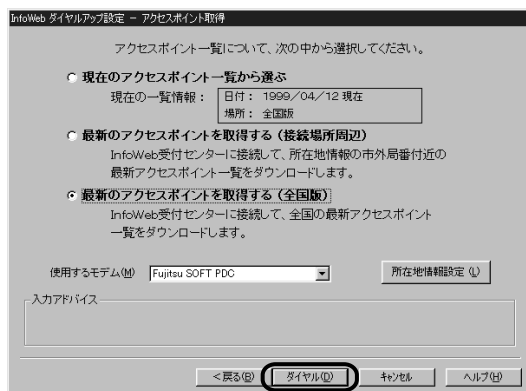 InfoWeb ダイヤルアップ設定 － アクセスポイント取得
アクセスポイント一覧について、次の中から選択してください。
現在のアクセスポイント一覧から選ぶ
現在の一覧情報： 日付： 1999／04／12 現在
場所： 全国版
最新のアクセスポイントを取得する（接続場所周辺）
InfoWeb受付センターに接続して、所在地情報の市外局番付近の
最新アクセスポイント一覧をダウンロードします。
最新のアクセスポイントを取得する（全国版）
InfoWeb受付センターに接続して、全国の最新アクセスポイント
一覧をダウンロードします。
使用するモデム(M) Fujitsu SOFT PDC 所在地情報設定 (L)
入力アドバイス
＜戻る(B) ダイヤル(D) キャンセル ヘルプ(H)